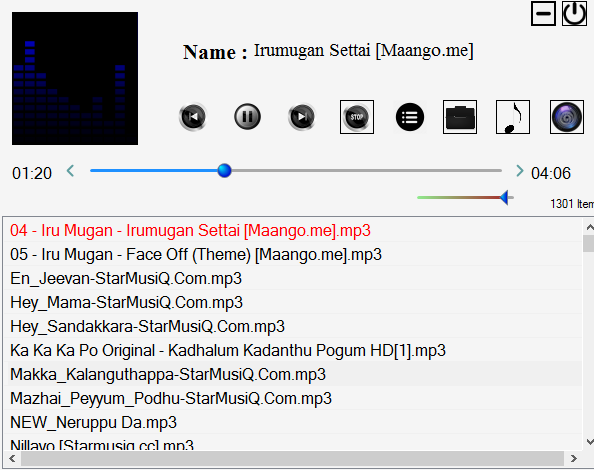 Name : Irumugan Settai [Maango.me]
STOP
01:20
04:06
1301 Item
04 - Iru Mugan - Irumugan Settai [Maango.me].mp3
05 - Iru Mugan - Face Off (Theme) [Maango.me].mp3
En_Jeevan-StarMusiQ.Com.mp3
Hey_Mama-StarMusiQ.Com.mp3
Hey_Sandakkara-StarMusiQ.Com.mp3
Ka Ka Ka Po Original - Kadhalum Kadanthu Pogum HD[1].mp3
Makka_Kalanguthappa-StarMusiQ.Com.mp3
Mazhai_Peyyum_Podhu-StarMusiQ.Com.mp3
NEW_Neruppu Da.mp3
Nillayo [Starmusiq.cc].mp3